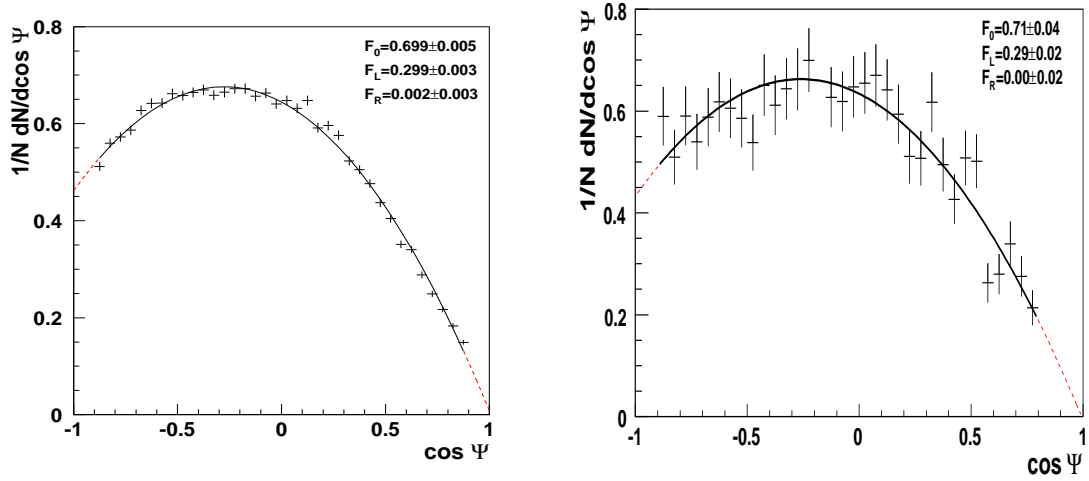 1/N dN/dcos Ψ
F0=0.699±0.005
FL=0.299±0.003
FR=0.002±0.003
0.8
0.6
0.4
0.2
0
-1
-0.5
0
0.5
1
cos Ψ
1/N dN/dcos Ψ
F0=0.71±0.04
FL=0.29±0.02
FR=0.00±0.02
0.8
0.6
0.4
0.2
0
-1
-0.5
0
0.5
1
cos Ψ